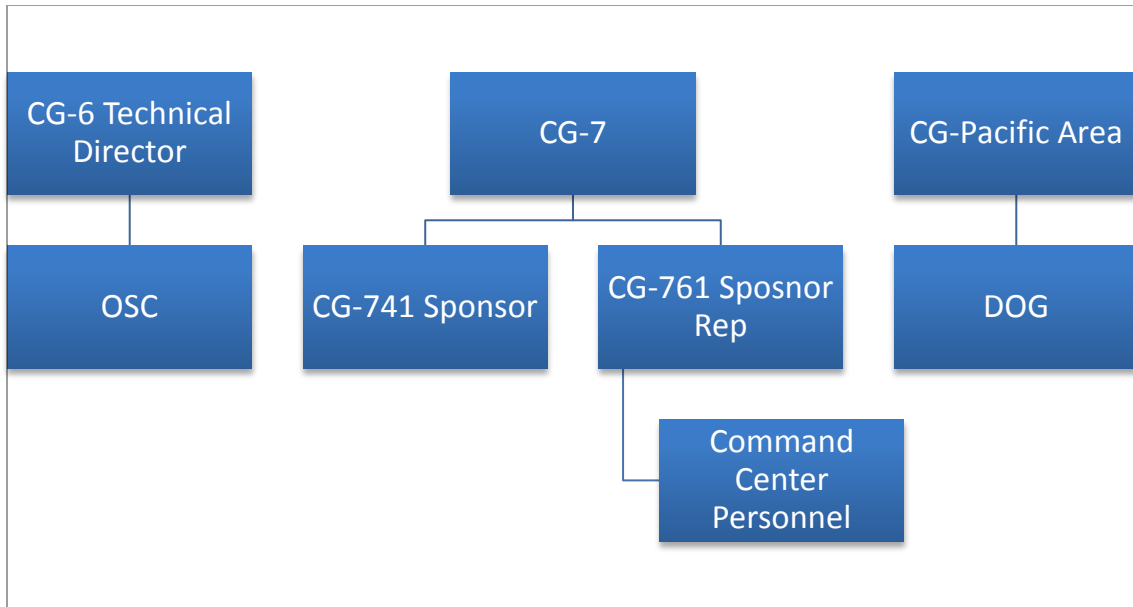 CG-6 Technical
Director
CG-7
CG-Pacific Area
OSC
CG-741 Sponsor
CG-761 Sposnor
Rep
DOG
Command
Center
Personnel